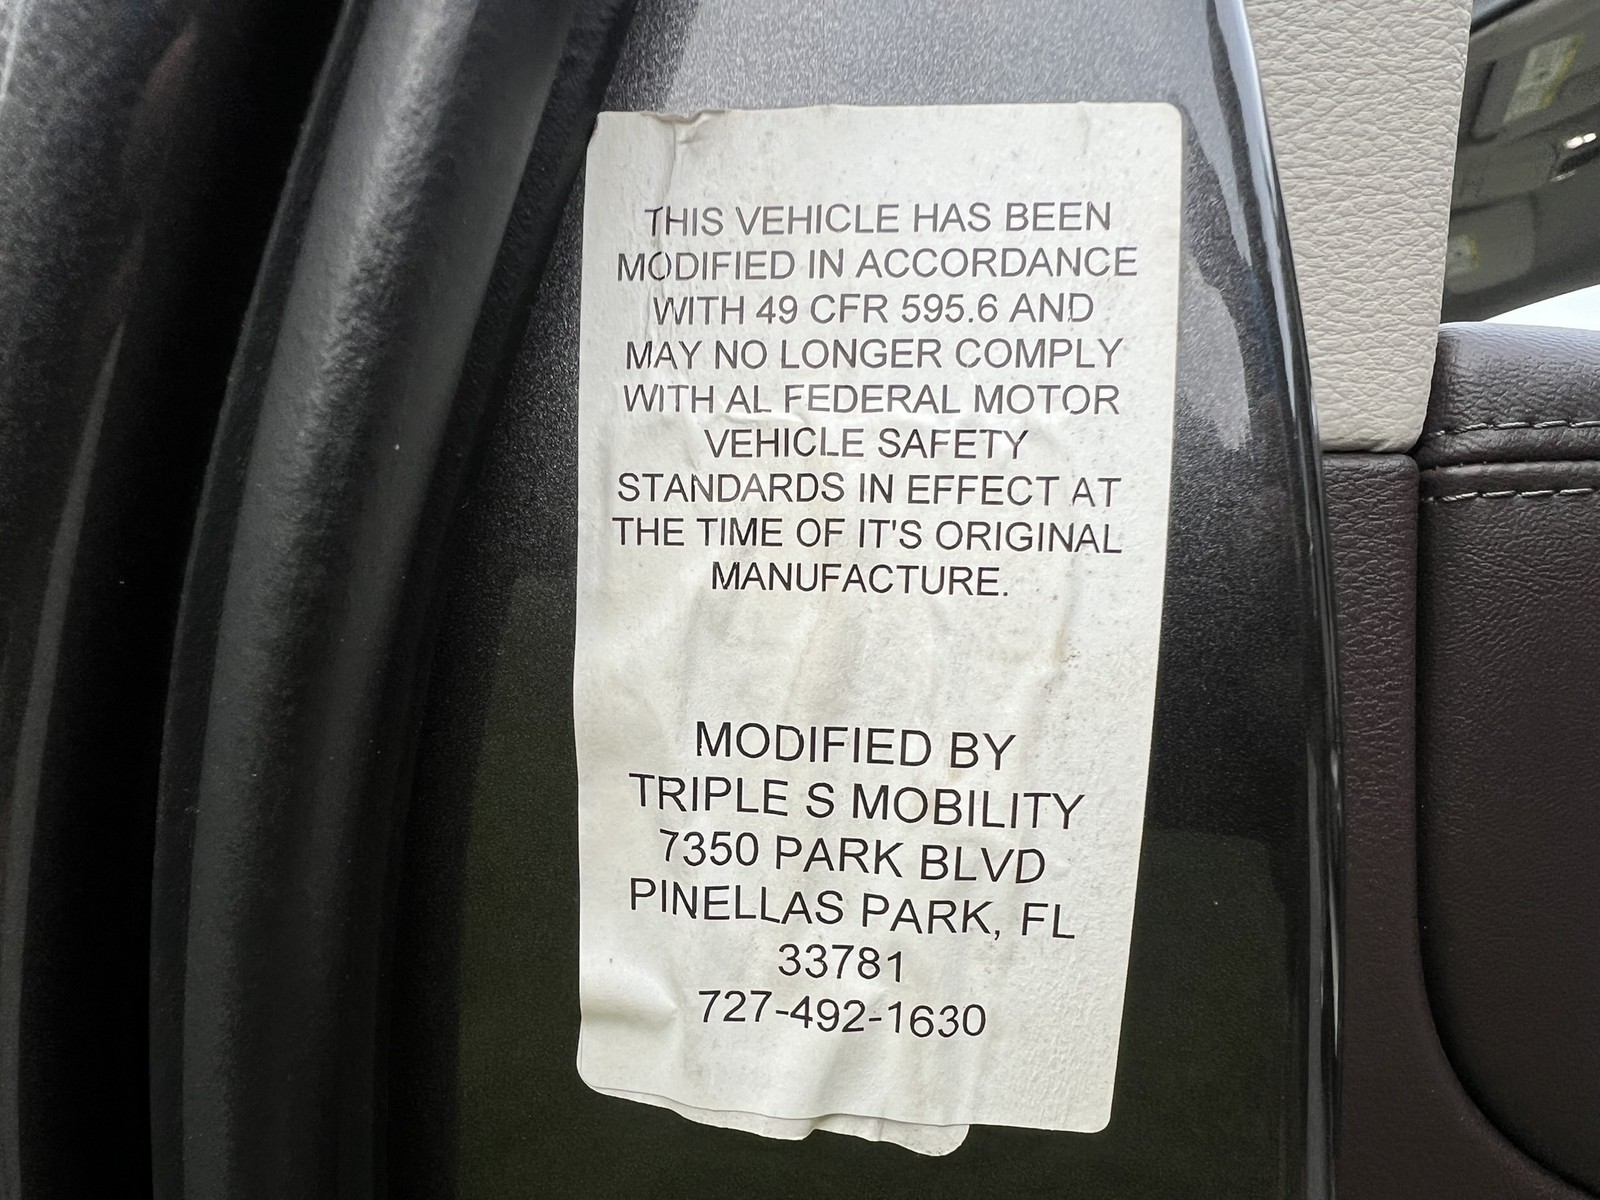 THIS VEHICLE HAS BEEN
MODIFIED IN ACCORDANCE
WITH 49 CFR 595.6 AND
MAY NO LONGER COMPLY
WITH AL FEDERAL MOTOR
VEHICLE SAFETY
STANDARDS IN EFFECT AT
THE TIME OF IT'S ORIGINAL
MANUFACTURE.
MODIFIED BY
TRIPLE S MOBILITY
7350 PARK BLVD
PINELLAS PARK, FL
33781
727-492-1630